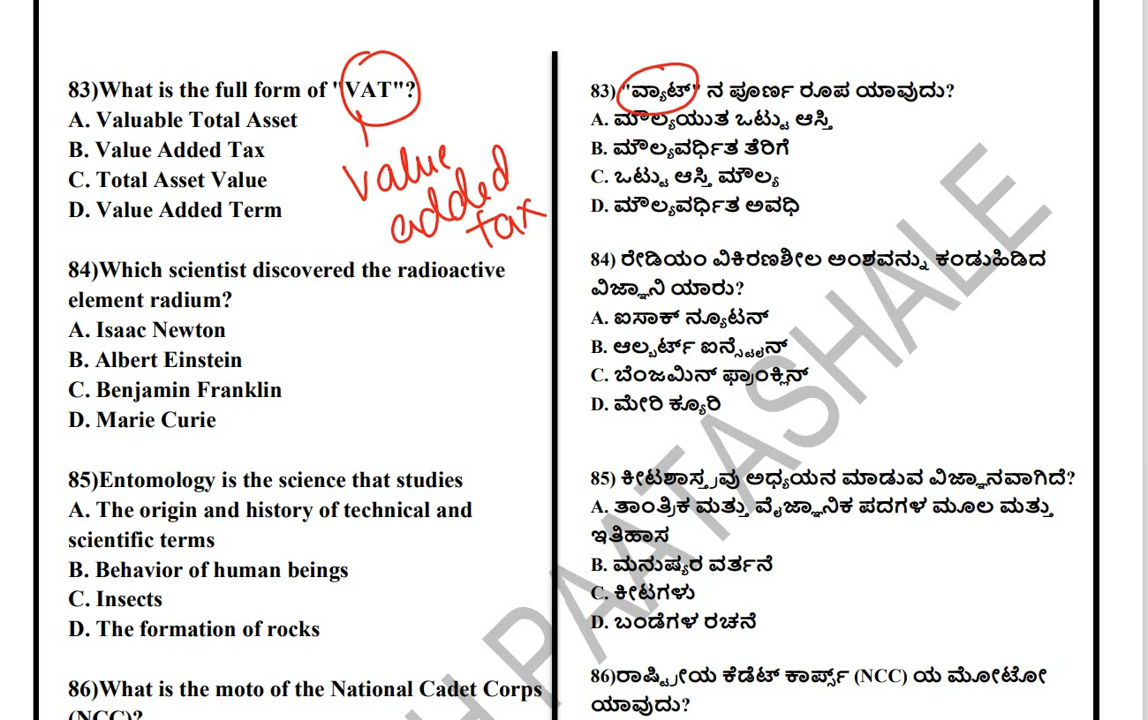 83)What is the full form of "VAT"?
A. Valuable Total Asset
B. Value Added Tax
C. Total Asset Value
D. Value Added Term
value
added
tax
84)Which scientist discovered the radioactive
element radium?
A. Isaac Newton
B. Albert Einstein
C. Benjamin Franklin
D. Marie Curie
85)Entomology is the science that studies
A. The origin and history of technical and
scientific terms
B. Behavior of human beings
C. Insects
D. The formation of rocks
86)What is the moto of the National Cadet Corps
(NCC)?
83) "ವ್ಯಾಟ್" ನ ಪೂರ್ಣ ರೂಪ ಯಾವುದು?
A. ಮೌಲ್ಯಯುತ ಒಟ್ಟು ಆಸ್ತಿ
B. ಮೌಲ್ಯವರ್ಧಿತ ತೆರಿಗೆ
C. ಒಟ್ಟು ಆಸ್ತಿ ಮೌಲ್ಯ
D. ಮೌಲ್ಯವರ್ಧಿತ ಅವಧಿ
84) ರೇಡಿಯಂ ವಿಕಿರಣಶೀಲ ಅಂಶವನ್ನು ಕಂಡುಹಿಡಿದ
ವಿಜ್ಞಾನಿ ಯಾರು?
A. ಐಸಾಕ್ ನ್ಯೂಟನ್
B. ಆಲ್ಬರ್ಟ್ ಐನ್ಸ್ಟೈನ್
C. ಬೆಂಜಮಿನ್ ಫ್ರಾಂಕ್ಲಿನ್
D. ಮೇರಿ ಕ್ಯೂರಿ
85) ಕೀಟಶಾಸ್ತ್ರವು ಅಧ್ಯಯನ ಮಾಡುವ ವಿಜ್ಞಾನವಾಗಿದೆ?
A. ತಾಂತ್ರಿಕ ಮತ್ತು ವೈಜ್ಞಾನಿಕ ಪದಗಳ ಮೂಲ ಮತ್ತು
ಇತಿಹಾಸ
B. ಮನುಷ್ಯರ ವರ್ತನೆ
C. ಕೀಟಗಳು
D. ಬಂಡೆಗಳ ರಚನೆ
86)ರಾಷ್ಟ್ರೀಯ ಕೆಡೆಟ್ ಕಾರ್ಪ್ಸ್ (NCC) ಯ ಮೋಟೋ
ಯಾವುದು?
PAATASHALE